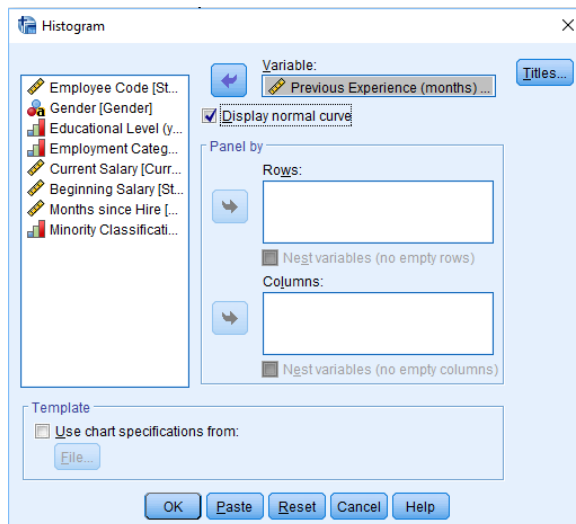 Histogram
Variable:
Previous Experience (months) ...
Titles...
Employee Code [St...
Gender [Gender]
Educational Level (y...
Employment Categ...
Current Salary [Curr...
Beginning Salary [St...
Months since Hire [...
Minority Classificati...
Display normal curve
Panel by
Rows:
Nest variables (no empty rows)
Columns:
Nest variables (no empty columns)
Template
Use chart specifications from:
File...
OK Paste Reset Cancel Help